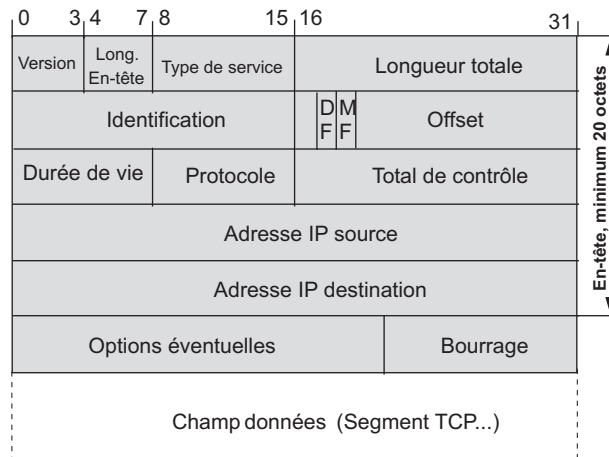 0 3 4 7 8 15 16 31
Version
Long.
En-tête
Type de service
Longueur totale
Identification
D
F
M
F
Offset
Durée de vie
Protocole
Total de contrôle
Adresse IP source
Adresse IP destination
Options éventuelles
Bourrage
Champ données (Segment TCP...)
En-tête, minimum 20 octets